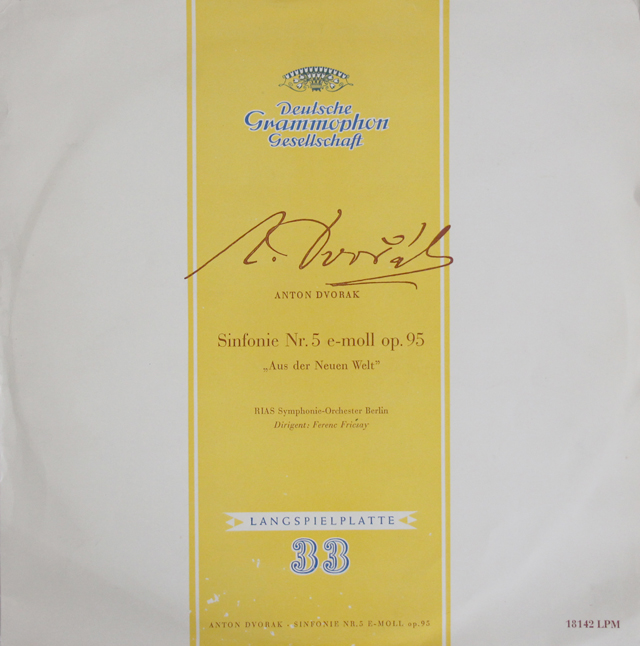 Deutsche
Grammophon
Gesellschaft
A. Dvořák
ANTON DVORAK
Sinfonie Nr. 5 e-moll op. 95
„Aus der Neuen Welt”
RIAS Symphonie-Orchester Berlin
Dirigent: Ferenc Fricsay
LANGSPIELPLATTE
33
ANTON DVORAK - SINFONIE NR. 5 E-MOLL op. 95
18142 LPM